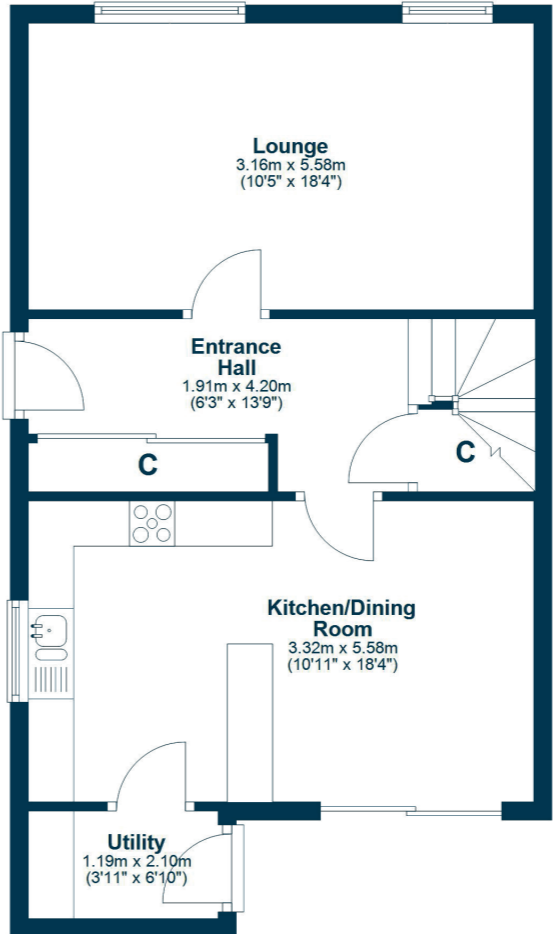 Lounge
3.16m x 5.58m
(10'5" x 18'4")
Entrance
Hall
1.91m x 4.20m
(6'3" x 13'9")
C
C
Kitchen/Dining
Room
3.32m x 5.58m
(10'11" x 18'4")
Utility
1.19m x 2.10m
(3'11" x 6'10")